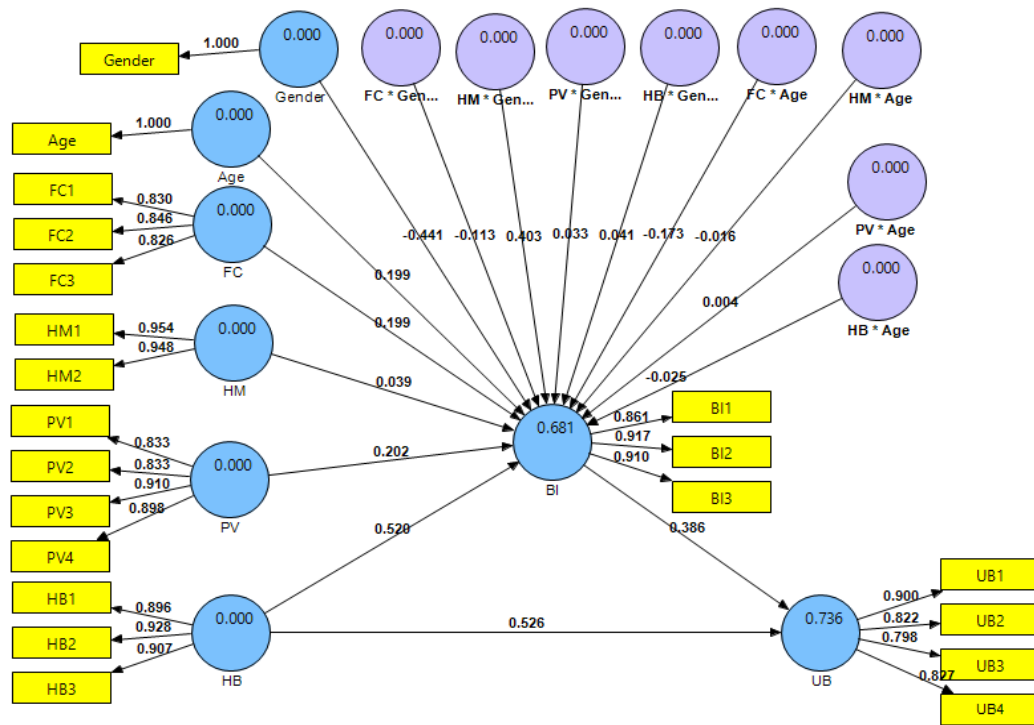 0.000
0.000
0.000
0.000
0.000
0.000
0.000
Gender
1.000
Gender
FC * Gen...
HM * Gen...
PV * Gen...
HB * Gen...
FC * Age
HM * Age
Age
1.000
0.000
Age
0.000
PV * Age
FC1
0.830
FC2
0.846
FC3
0.826
0.000
FC
-0.441
-0.113
0.403
0.033
0.041
-0.173
-0.016
0.199
0.199
0.004
0.000
HB * Age
HM1
0.954
HM2
0.948
0.000
HM
0.039
-0.025
PV1
0.833
PV2
0.833
PV3
0.910
PV4
0.898
0.000
PV
0.202
0.681
BI
0.861
BI1
0.917
BI2
0.910
BI3
0.520
0.386
HB1
0.896
HB2
0.928
HB3
0.907
0.000
HB
0.526
0.736
UB
0.900
UB1
0.822
UB2
0.798
UB3
0.827
UB4